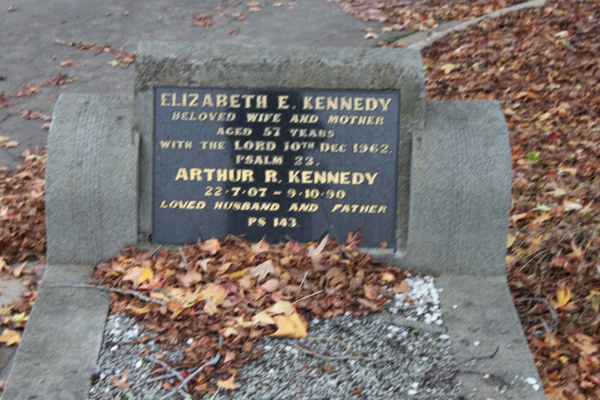 ELIZABETH E. KENNEDY
BELOVED WIFE AND MOTHER
AGED 57 YEARS
WITH THE LORD 10TH DEC 1962.
PSALM 23.
ARTHUR R. KENNEDY
22-7-07 - 9-10-90
LOVED HUSBAND AND FATHER
PS 143.